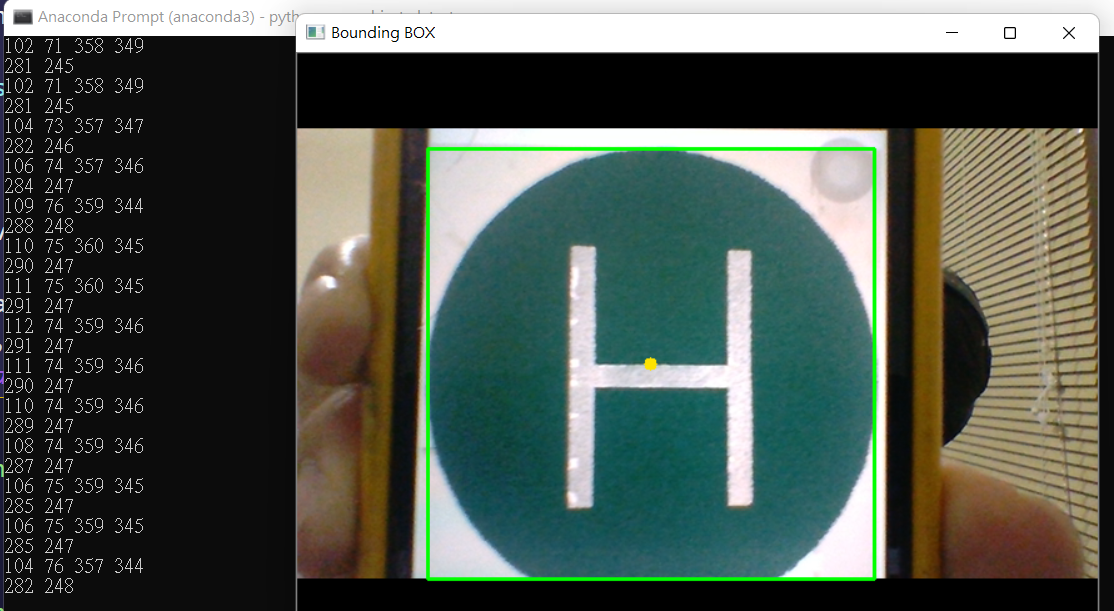 Anaconda Prompt (anaconda3) - pyth
Bounding BOX
102 71 358 349
281 245
102 71 358 349
281 245
104 73 357 347
282 246
106 74 357 346
284 247
109 76 359 344
288 248
110 75 360 345
290 247
111 75 360 345
291 247
112 74 359 346
291 247
111 74 359 346
290 247
110 74 359 346
289 247
108 74 359 346
287 247
106 75 359 345
285 247
106 75 359 345
285 247
104 76 357 344
282 248
H